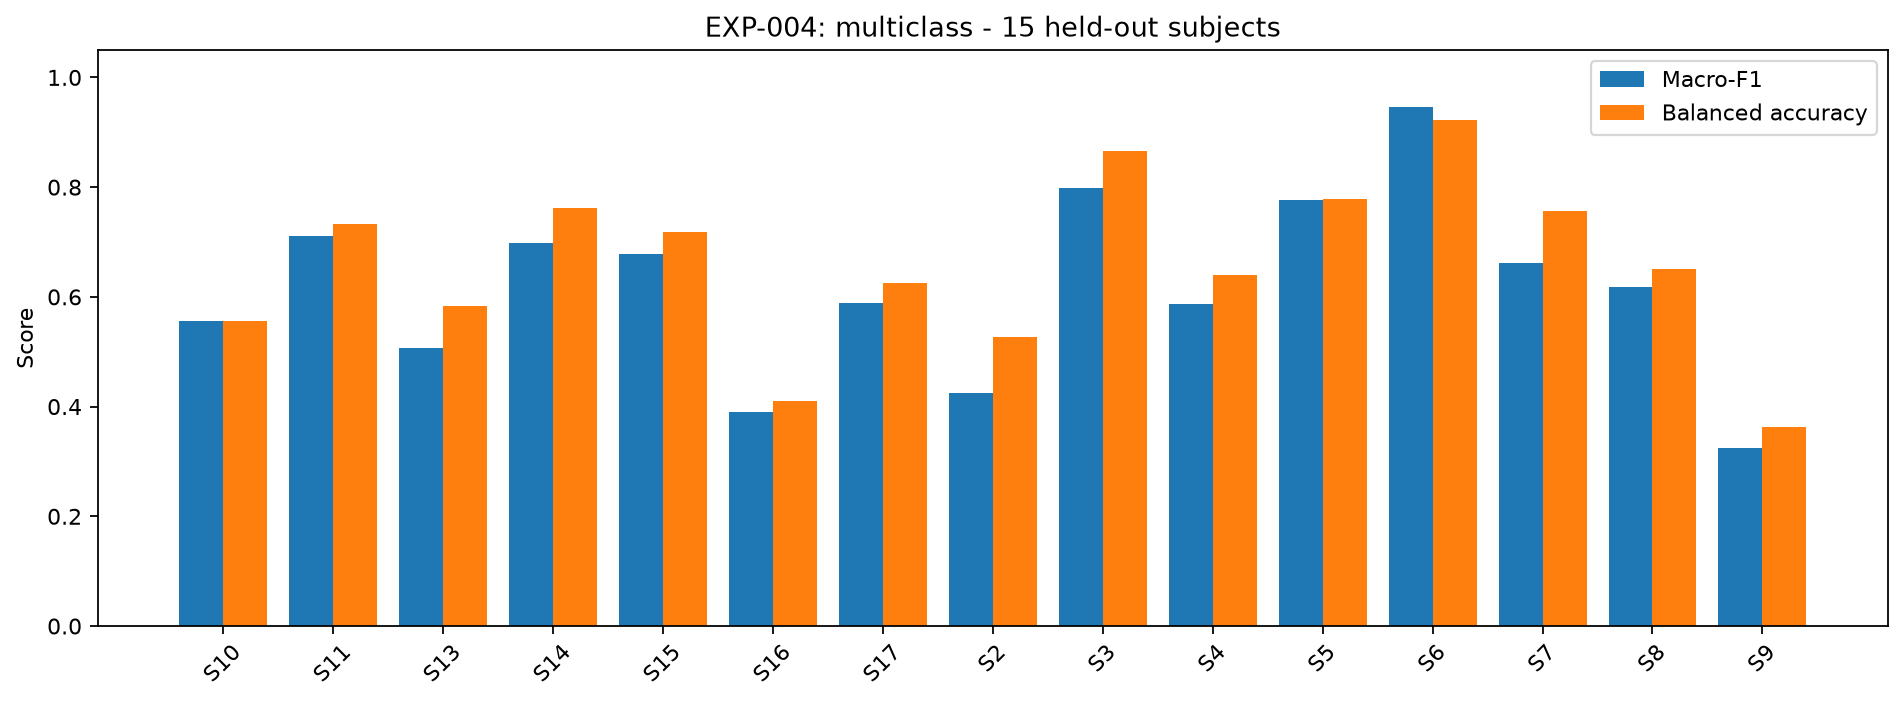 EXP-004: multiclass - 15 held-out subjects
Macro-F1
Balanced accuracy
Score
1.0
0.8
0.6
0.4
0.2
0.0
S10 S11 S13 S14 S15 S16 S17 S2 S3 S4 S5 S6 S7 S8 S9